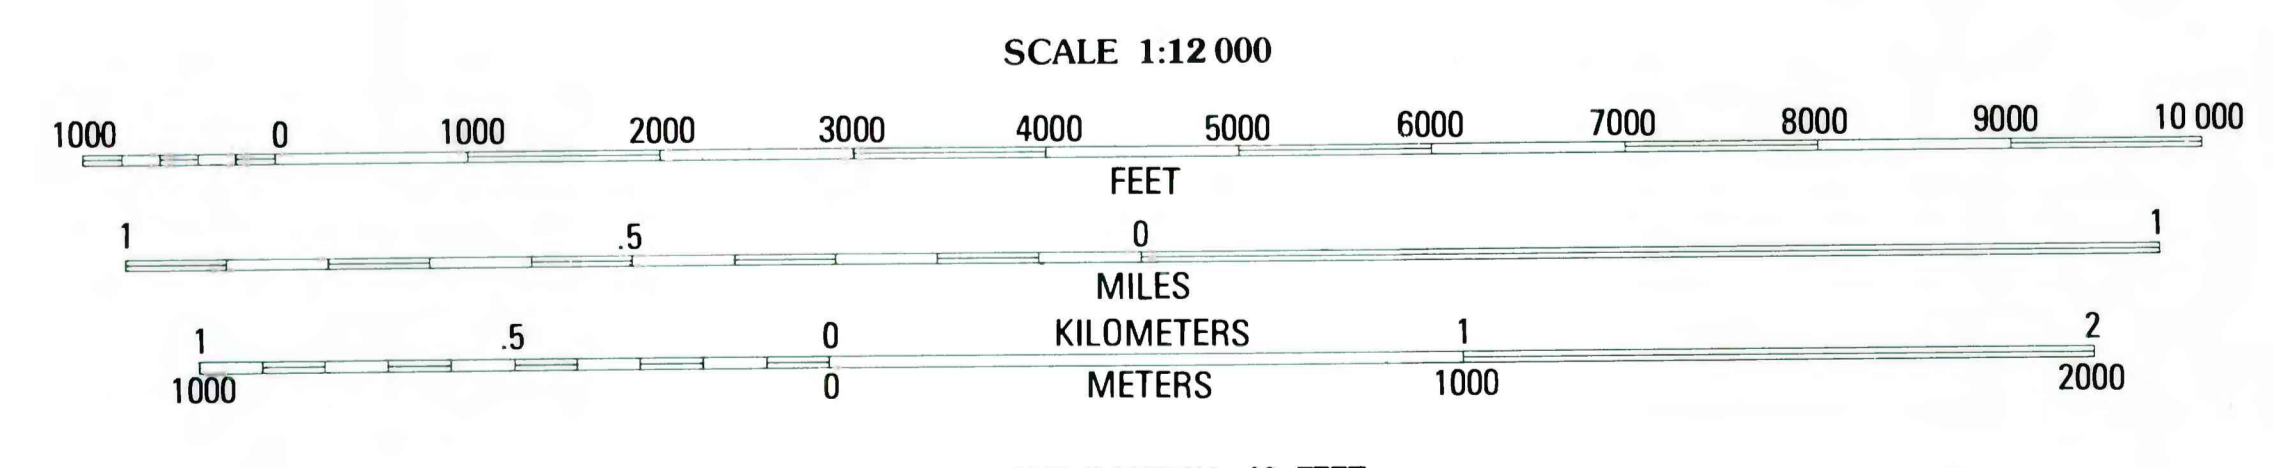 SCALE 1:12 000
1000 0 1000 2000 3000 4000 5000 6000 7000 8000 9000 10 000
FEET
1 .5 0 1
MILES
1 .5 0 KILOMETERS 1 2
1000 0 METERS 1000 2000